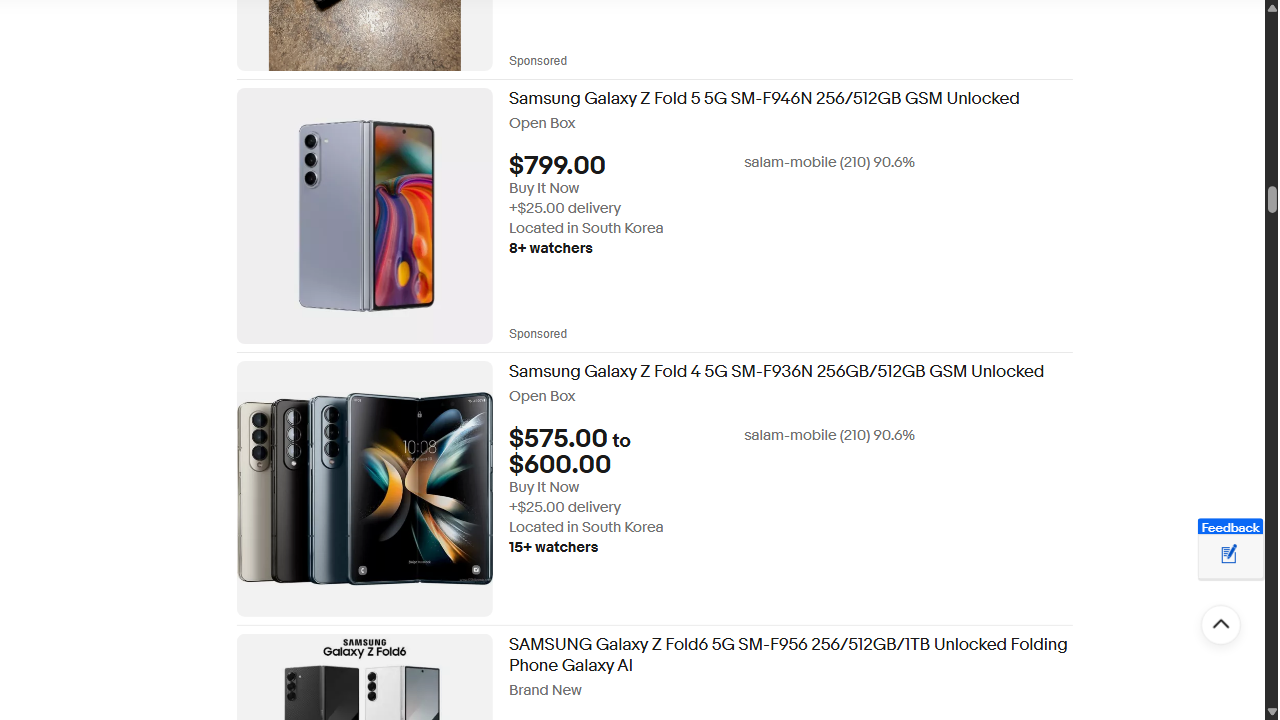 Sponsored
Samsung Galaxy Z Fold 5 5G SM-F946N 256/512GB GSM Unlocked
Open Box
$799.00
salam-mobile (210) 90.6%
Buy It Now
+$25.00 delivery
Located in South Korea
8+ watchers
Sponsored
Samsung Galaxy Z Fold 4 5G SM-F936N 256GB/512GB GSM Unlocked
Open Box
$575.00 to
$600.00
salam-mobile (210) 90.6%
Buy It Now
+$25.00 delivery
Located in South Korea
15+ watchers
10:08
Feedback
SAMSUNG
Galaxy Z Fold6
SAMSUNG Galaxy Z Fold6 5G SM-F956 256/512GB/1TB Unlocked Folding
Phone Galaxy AI
Brand New